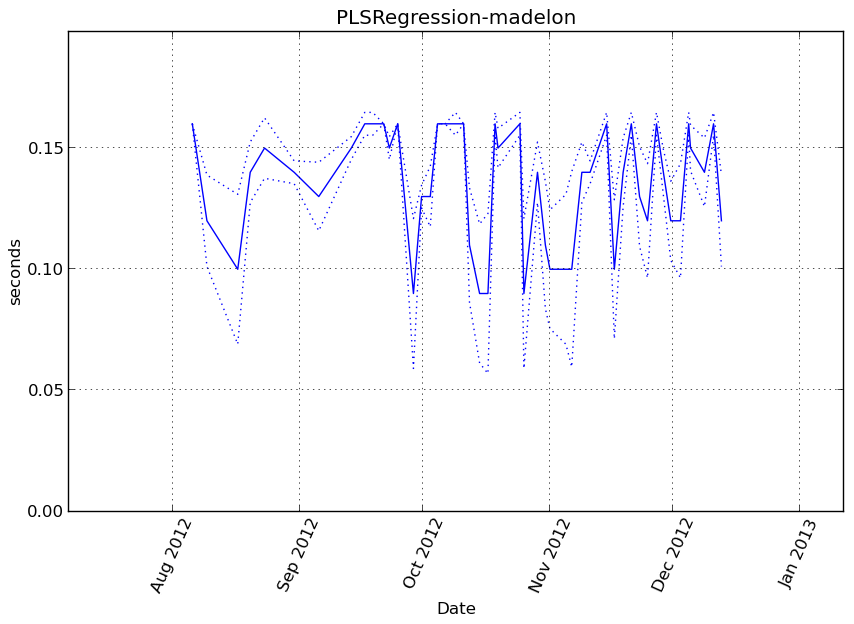 PLSRegression-madelon
seconds
0.15
0.10
0.05
0.00
Aug 2012
Sep 2012
Oct 2012
Nov 2012
Dec 2012
Jan 2013
Date